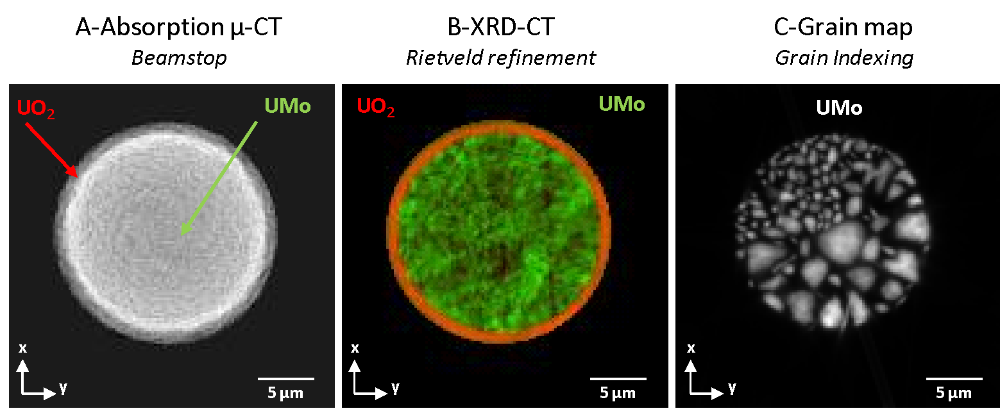 A-Absorption μ-CT
Beamstop
B-XRD-CT
Rietveld refinement
C-Grain map
Grain Indexing
UO₂
UMo
x
y
5 μm
UO₂
UMo
x
y
5 μm
UMo
x
y
5 μm